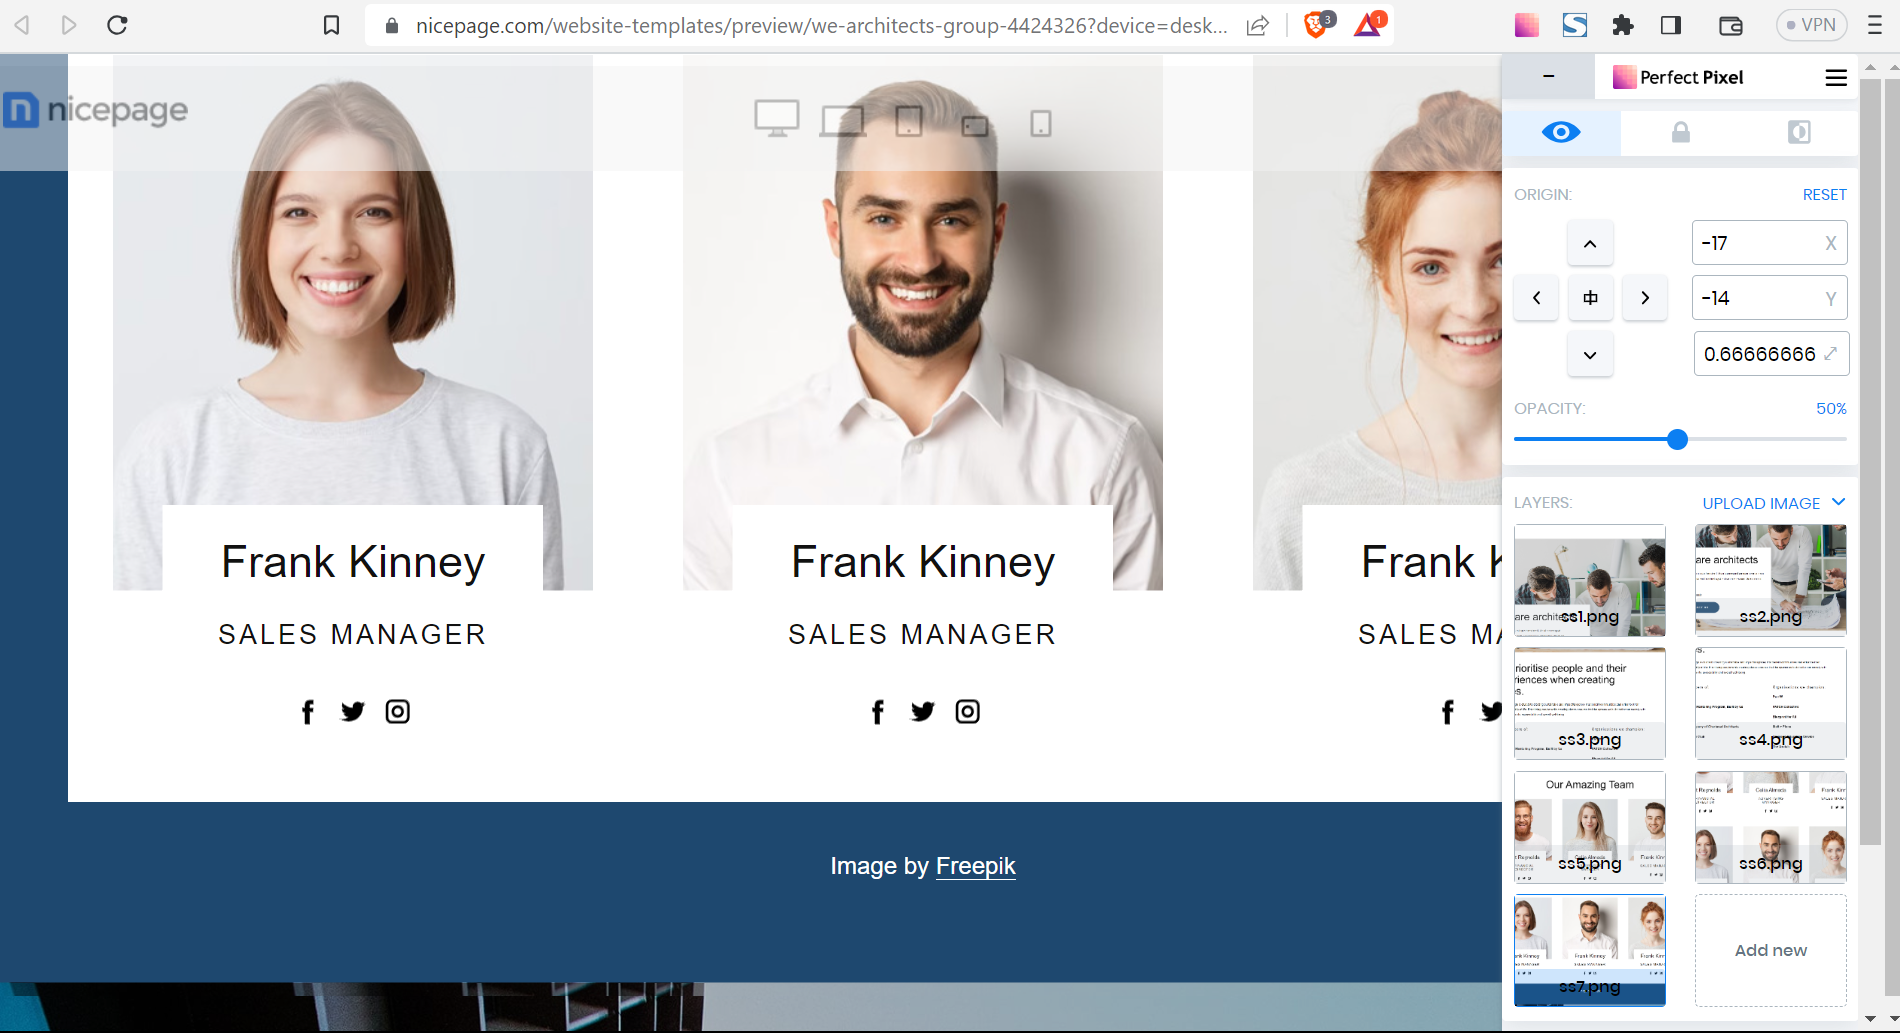 nicepage.com/website-templates/preview/we-architects-group-4424326?device=desk...
3
1
VPN
nicepage
Perfect Pixel
ORIGIN:
RESET
-17 X
-14 Y
0.66666666
OPACITY:
50%
LAYERS:
UPLOAD IMAGE
are architects
ss1.png
are architects
ss2.png
rioritise people and their
riences when creating
s.
ss3.png
ss4.png
Our Amazing Team
ss5.png
ss6.png
ss7.png
Add new
Frank Kinney
SALES MANAGER
Frank Kinney
SALES MANAGER
Frank K
SALES MA
Image by Freepik